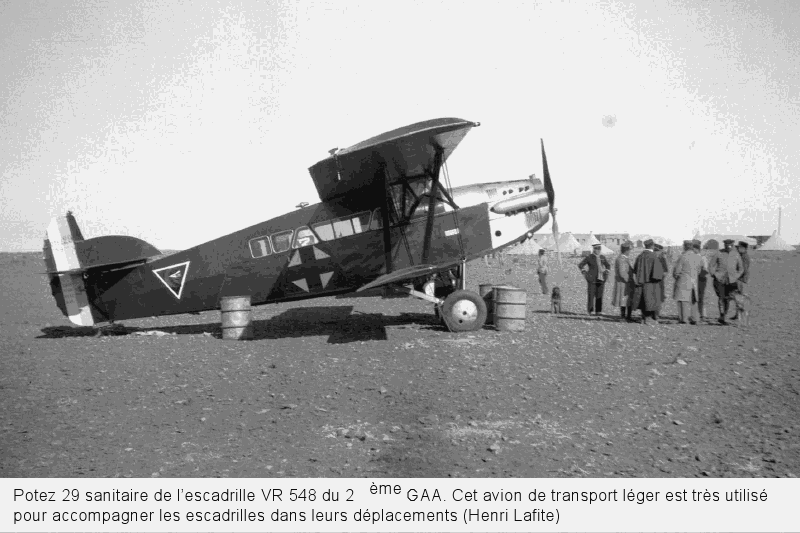 Potez 29 sanitaire de l'escadrille VR 548 du 2 ème GAA. Cet avion de transport léger est très utilisé
pour accompagner les escadrilles dans leurs déplacements (Henri Lafite)